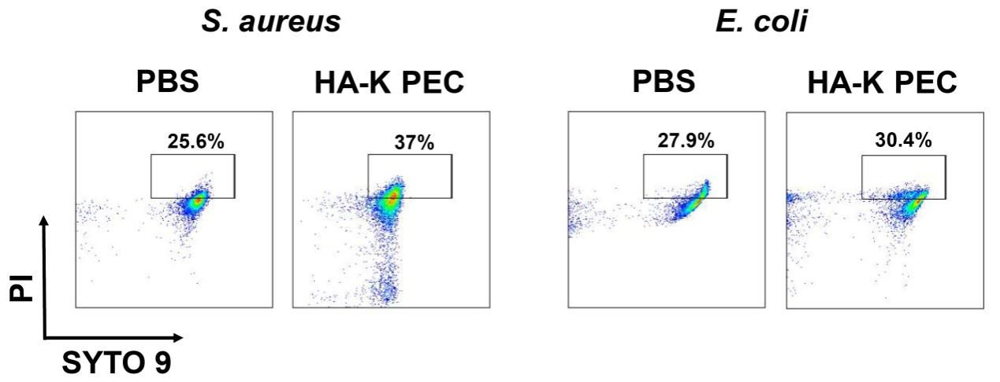 S. aureus
E. coli
PBS
HA-K PEC
PBS
HA-K PEC
25.6%
37%
27.9%
30.4%
PI
SYTO 9